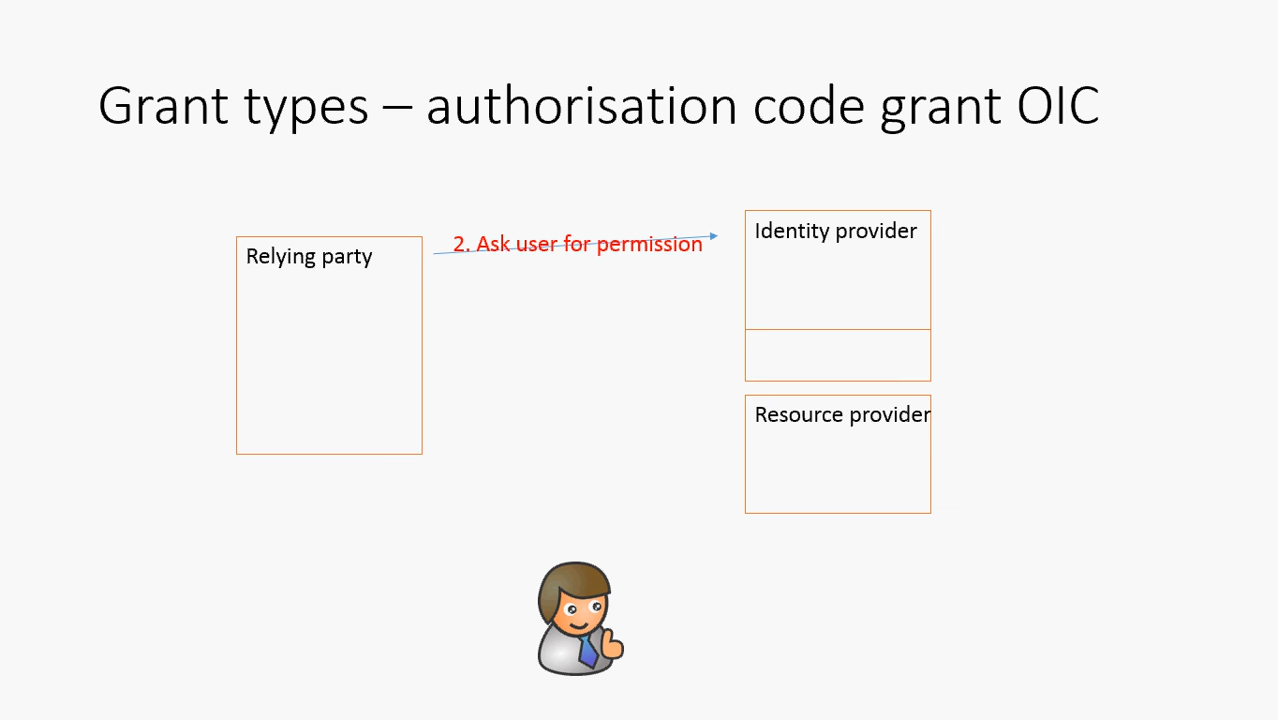 Grant types – authorisation code grant OIC
Relying party
2. Ask user for permission
Identity provider
Resource provider